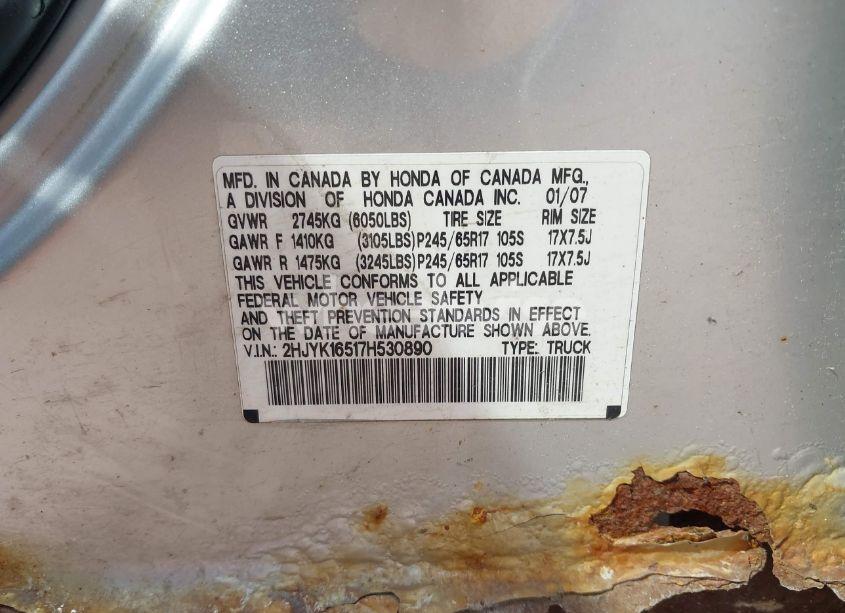 MFD. IN CANADA BY HONDA OF CANADA MFG.,
A DIVISION OF HONDA CANADA INC. 01/07
GVWR 2745KG (6050LBS) TIRE SIZE RIM SIZE
GAWR F 1410KG (3105LBS)P245/65R17 105S 17X7.5J
GAWR R 1475KG (3245LBS)P245/65R17 105S 17X7.5J
THIS VEHICLE CONFORMS TO ALL APPLICABLE
FEDERAL MOTOR VEHICLE SAFETY
AND THEFT PREVENTION STANDARDS IN EFFECT
ON THE DATE OF MANUFACTURE SHOWN ABOVE.
V.I.N.: 2HJYK16517H530890 TYPE: TRUCK